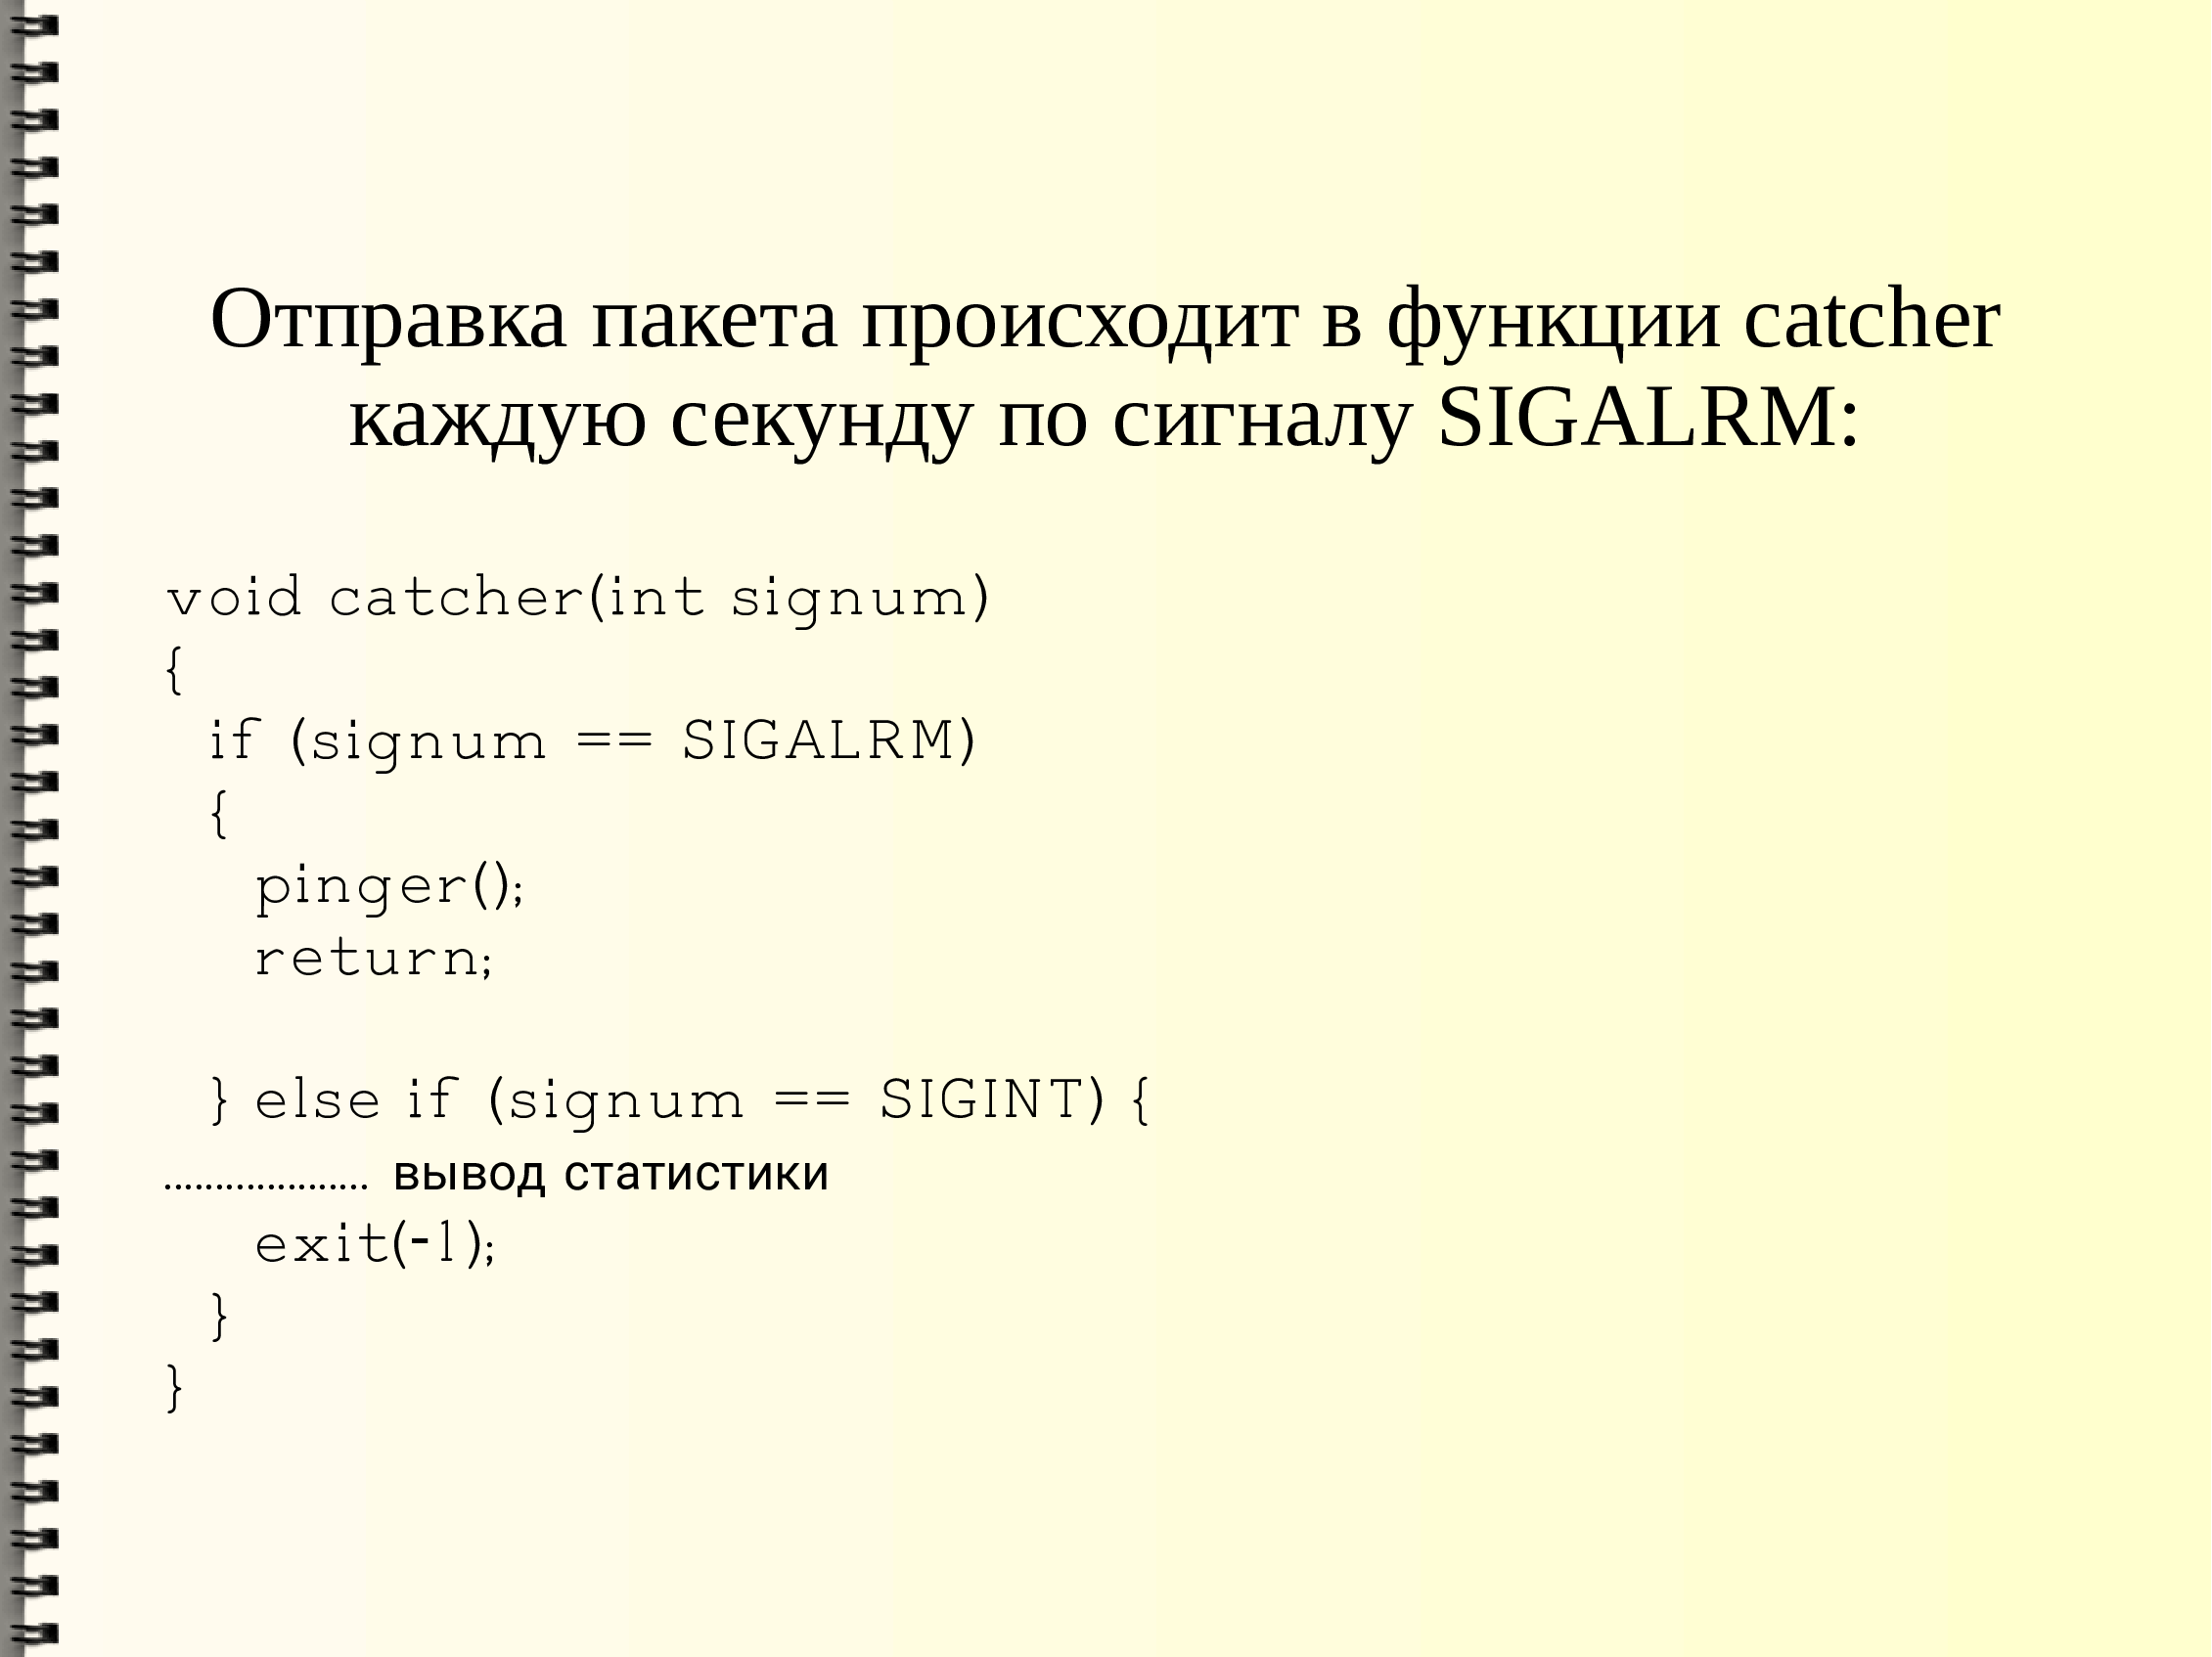 Отправка пакета происходит в функции catcher
каждую секунду по сигналу SIGALRM:
void catcher(int signum)
{
if (signum == SIGALRM)
{
pinger();
return;
} else if (signum == SIGINT) {
.................... вывод статистики
exit(-1);
}
}